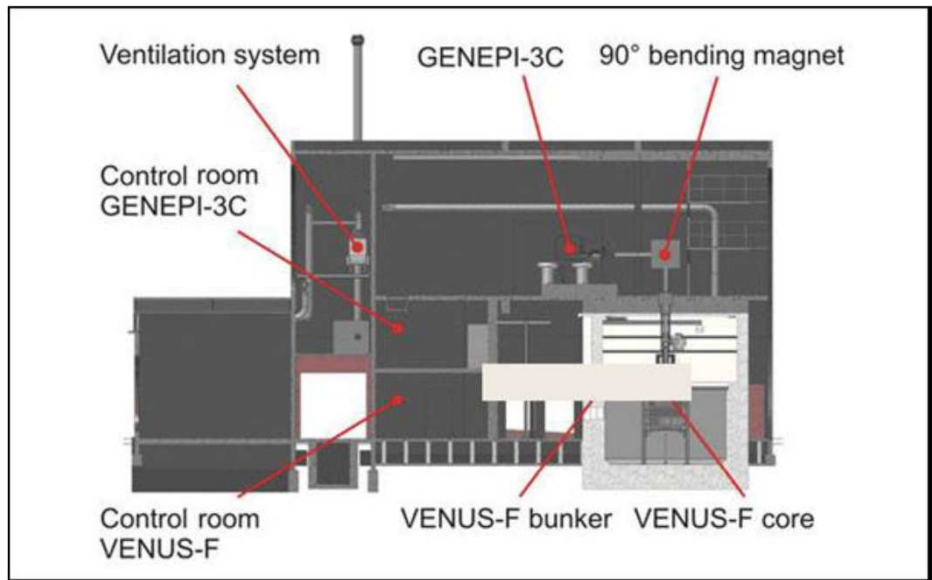 Ventilation system
GENEPI-3C
90° bending magnet
Control room
GENEPI-3C
Control room
VENUS-F
VENUS-F bunker
VENUS-F core